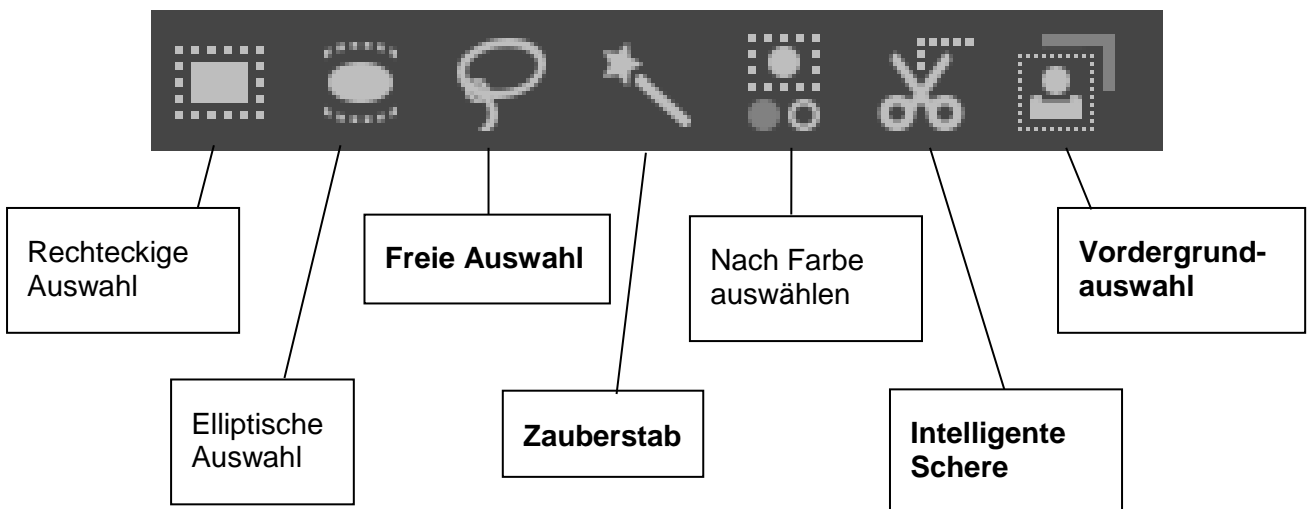 Rechteckige
Auswahl
Freie Auswahl
Nach Farbe
auswählen
Vordergrund-
auswahl
Elliptische
Auswahl
Zauberstab
Intelligente
Schere